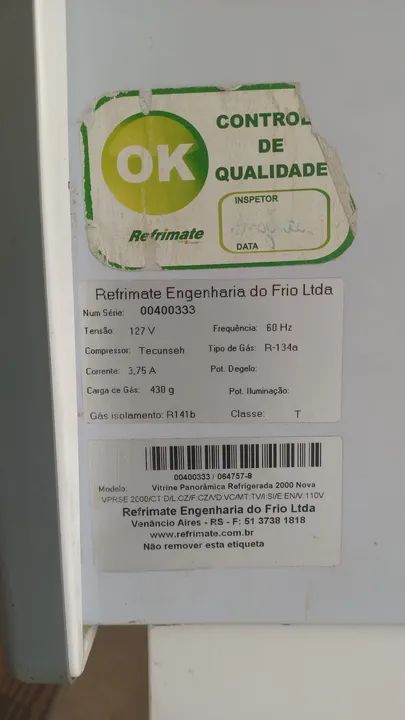 OK
CONTROL
DE
QUALIDADE
INSPETOR
DATA
Refrimate
Refrimate Engenharia do Frio Ltda
Num Série: 00400333
Tensão: 127 V Frequência: 60 Hz
Compressor: Tecunseh Tipo de Gás: R-134a
Corrente: 3,75 A Pot. Degelo:
Carga de Gás: 430 g Pot. Iluminação:
Gás isolamento: R141b Classe: T
00400333 / 064757-8
Modelo: Vitrine Panorâmica Refrigerada 2000 Nova
VPRSE 2000/CT:D/L.CZ/F.CZ/VD.VC/MT:TV/I.SI/E.EN/V.110V
Refrimate Engenharia do Frio Ltda
Venâncio Aires - RS - F: 51 3738 1818
www.refrimate.com.br
Não remover esta etiqueta